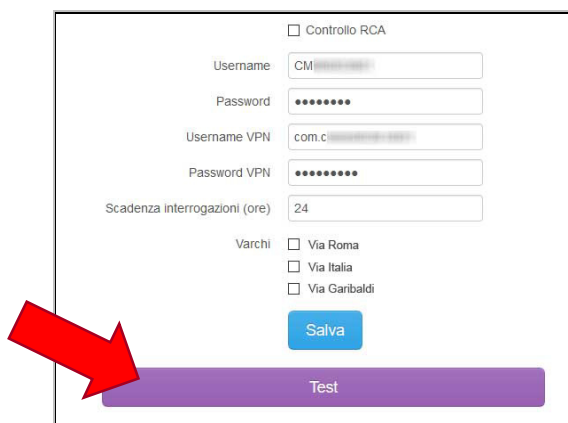 Controllo RCA
Username CM
Password ●●●●●●●●
Username VPN com.c
Password VPN ●●●●●●●●●
Scadenza interrogazioni (ore) 24
Varchi Via Roma
Via Italia
Via Garibaldi
Salva
Test